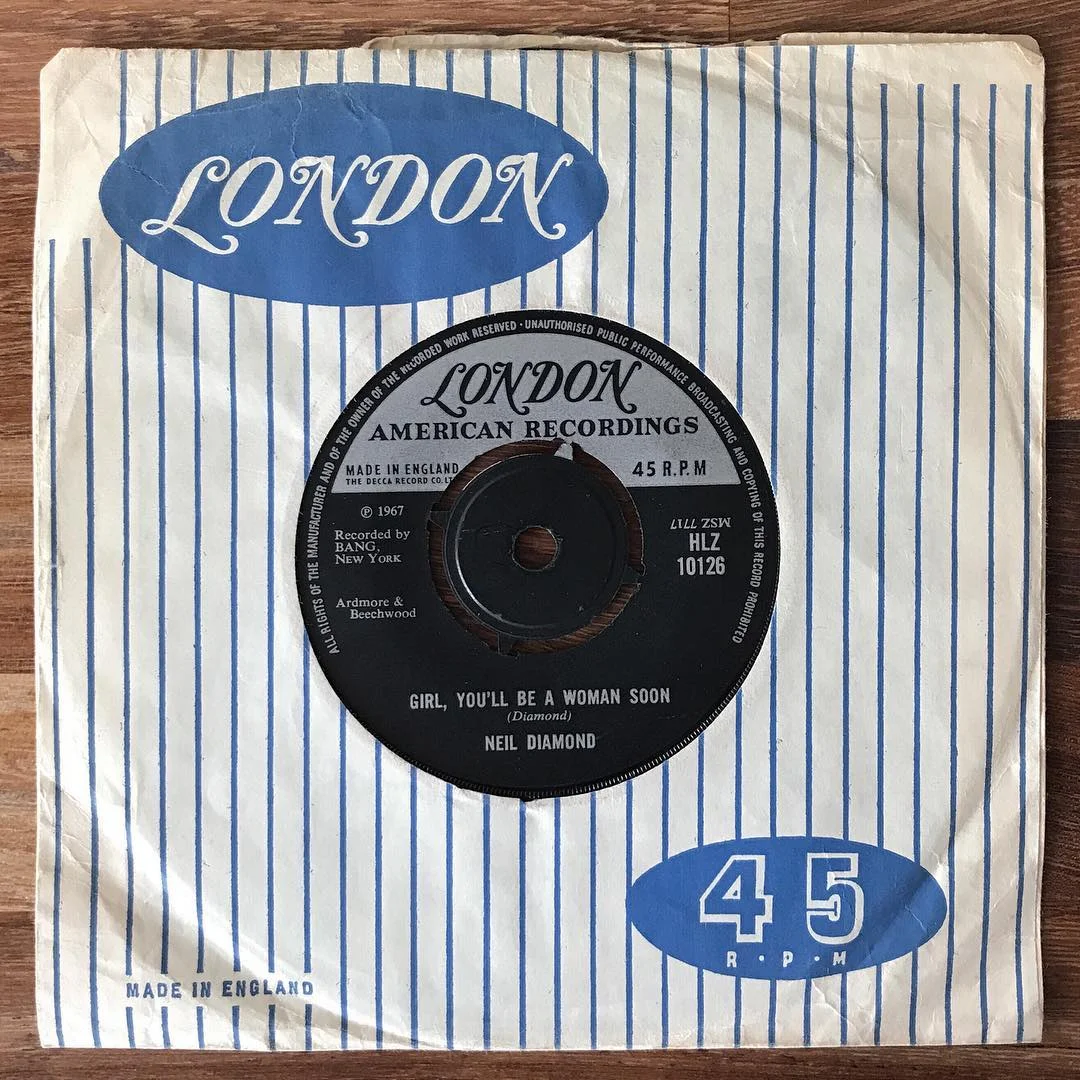 LONDON
ALL RIGHTS OF THE MANUFACTURER AND OF THE OWNER OF THE RECORDED WORK RESERVED · UNAUTHORISED PUBLIC PERFORMANCE BROADCASTING AND COPYING OF THIS RECORD PROHIBITED
LONDON
AMERICAN RECORDINGS
MADE IN ENGLAND
THE DECCA RECORD CO. LT
45 R.P.M
℗ 1967
Recorded by
BANG,
NEW YORK
Ardmore &
Beechwood
MSZ 7717
HLZ
10126
GIRL, YOU'LL BE A WOMAN SOON
(Diamond)
NEIL DIAMOND
45
R·P·M
MADE IN ENGLAND